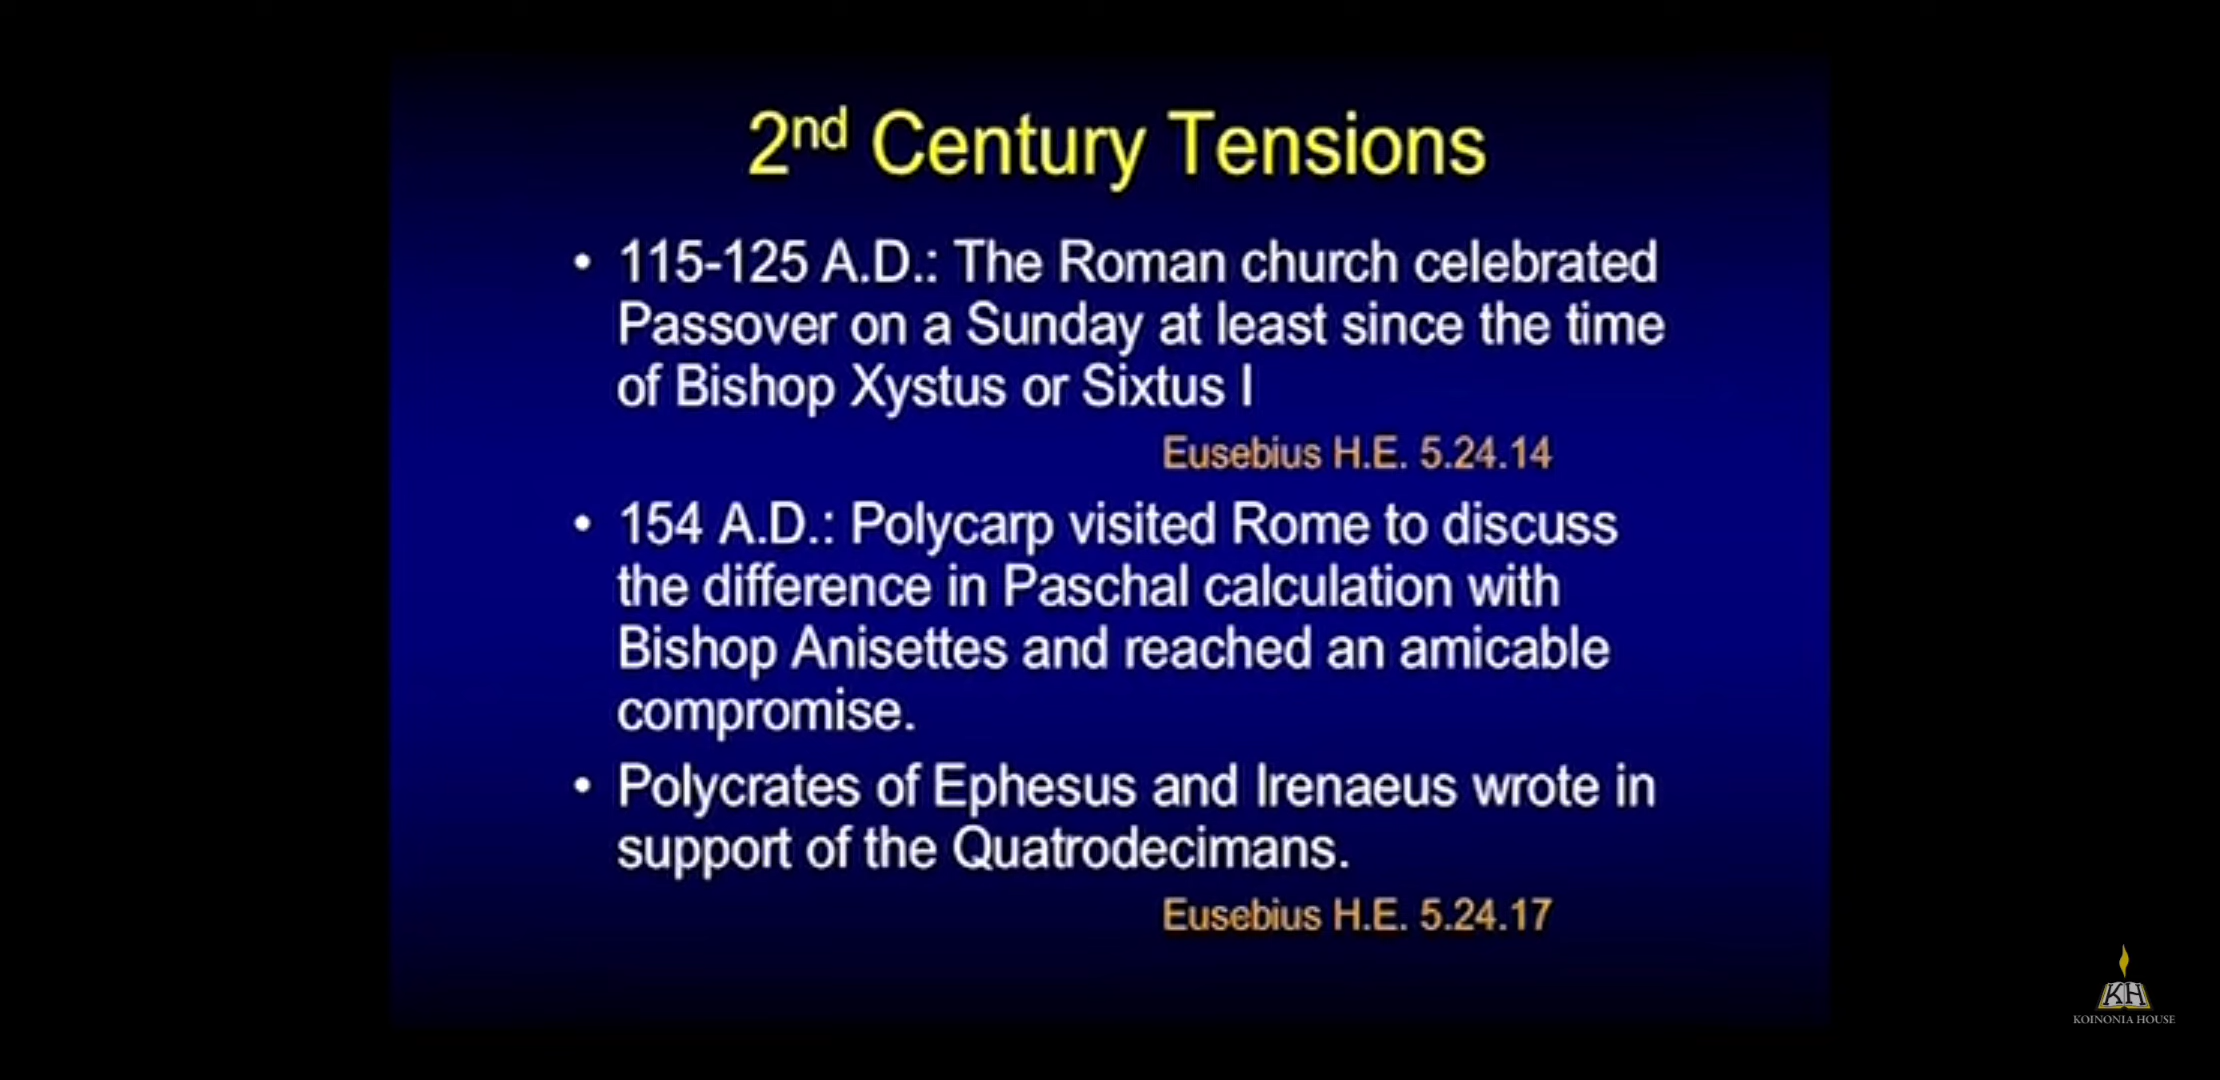 2nd Century Tensions
• 115-125 A.D.: The Roman church celebrated
Passover on a Sunday at least since the time
of Bishop Xystus or Sixtus I
Eusebius H.E. 5.24.14
• 154 A.D.: Polycarp visited Rome to discuss
the difference in Paschal calculation with
Bishop Anisettes and reached an amicable
compromise.
• Polycrates of Ephesus and Irenaeus wrote in
support of the Quatrodecimans.
Eusebius H.E. 5.24.17
KH
KOINONIA HOUSE